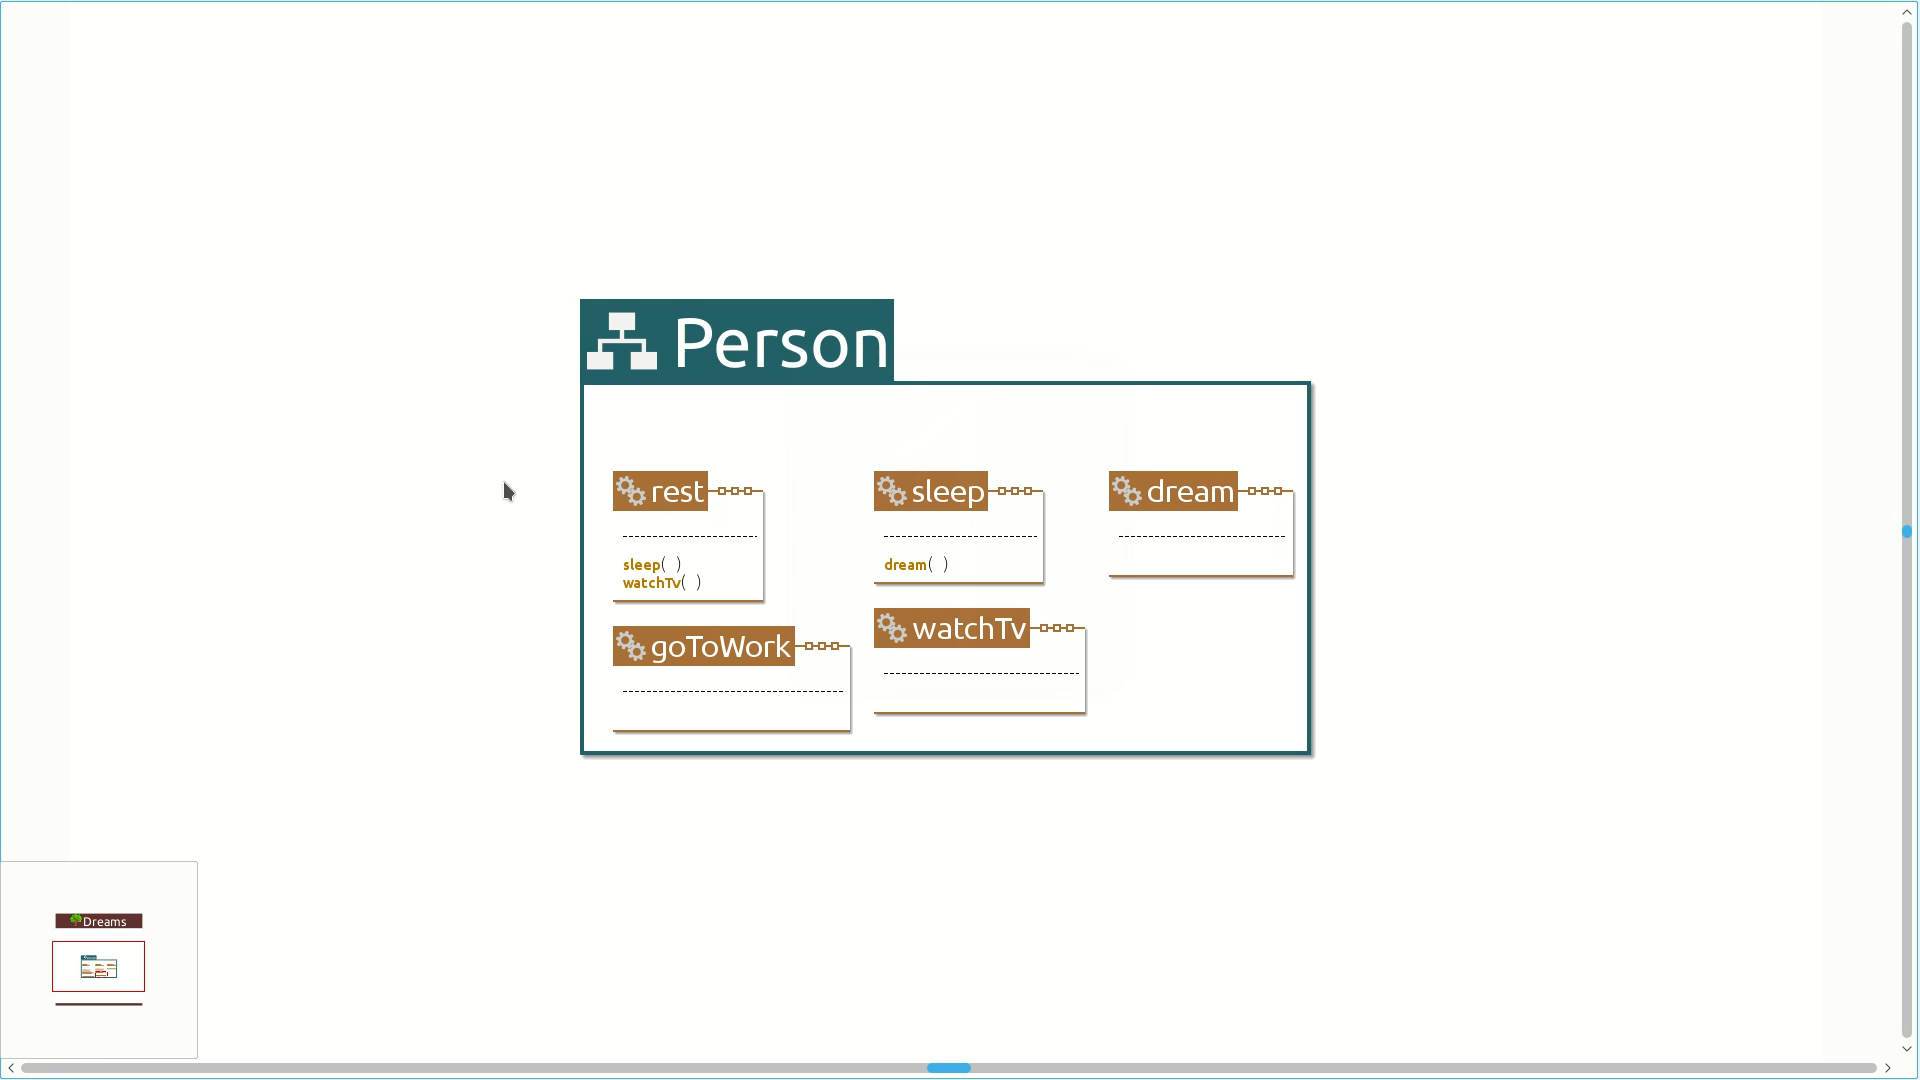 Person
rest
sleep
dream
sleep( )
watchTv( )
dream( )
goToWork
watchTv
Dreams